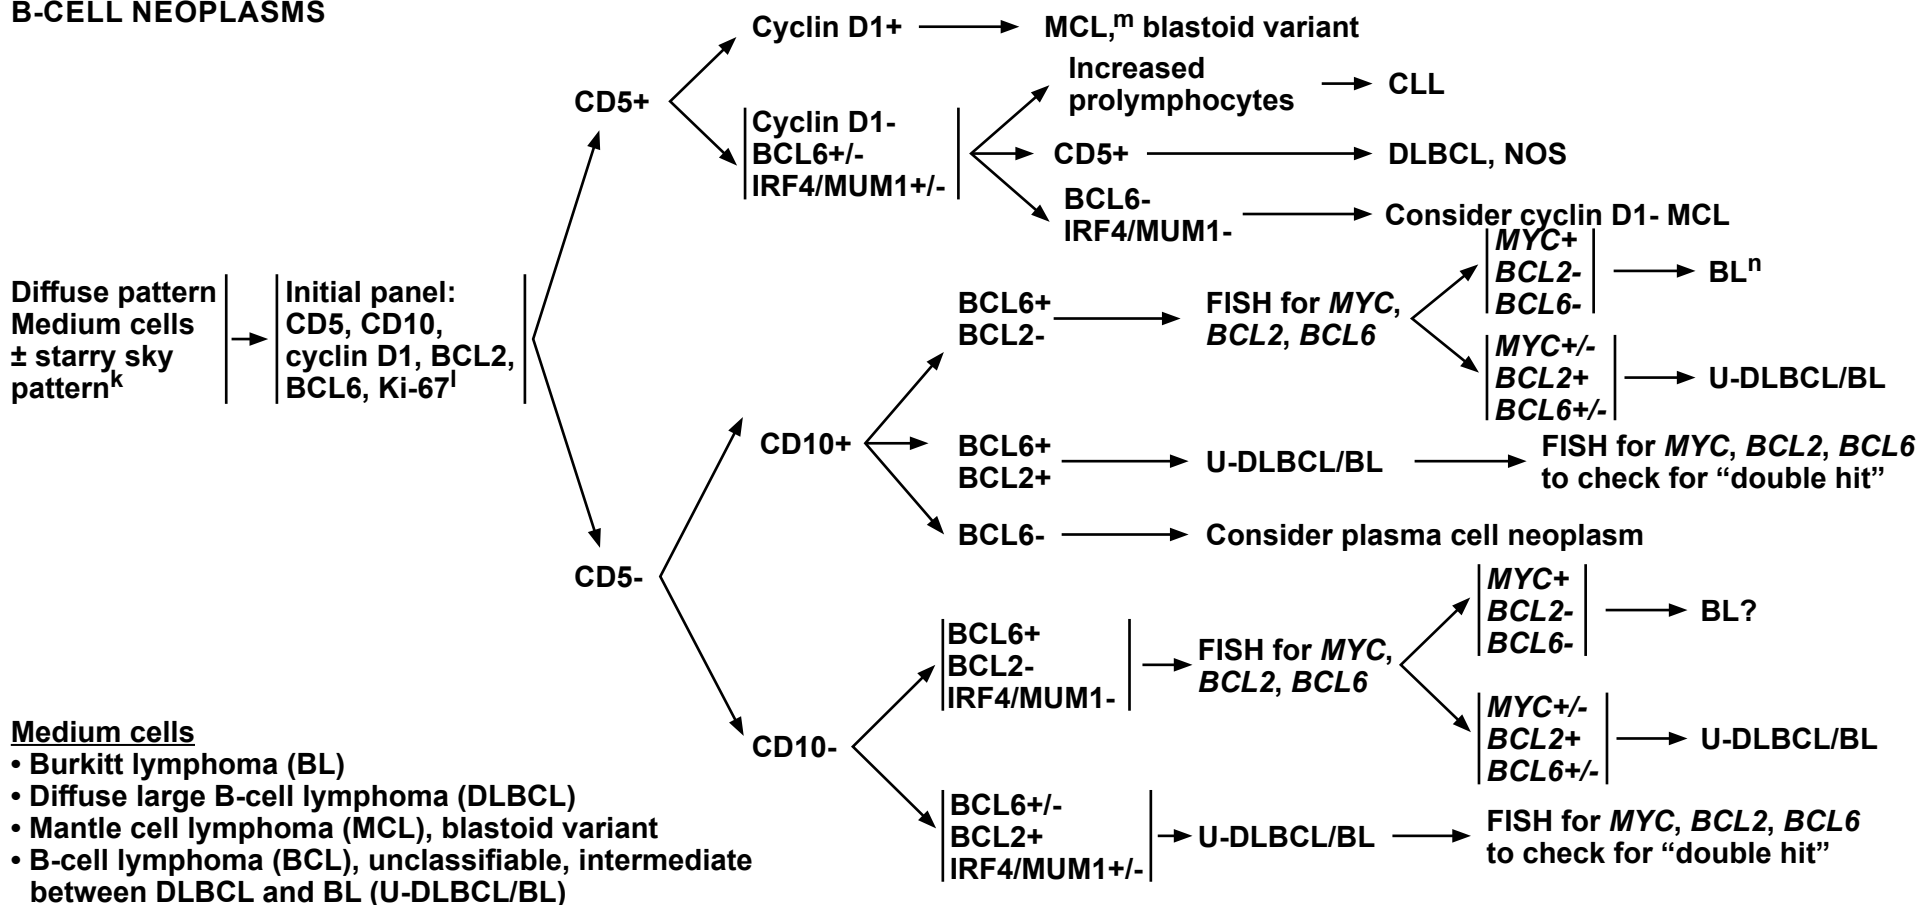 B-CELL NEOPLASMS
Cyclin D1+
MCL,m blastoid variant
CD5+
Increased
prolymphocytes
CLL
Cyclin D1-
BCL6+/-
IRF4/MUM1+/-
CD5+
DLBCL, NOS
BCL6-
IRF4/MUM1-
Consider cyclin D1- MCL
Diffuse pattern
Medium cells
± starry sky
patternk
Initial panel:
CD5, CD10,
cyclin D1, BCL2,
BCL6, Ki-67l
BCL6+
BCL2-
FISH for MYC,
BCL2, BCL6
MYC+
BCL2-
BCL6-
BLn
MYC+/-
BCL2+
BCL6+/-
U-DLBCL/BL
CD10+
BCL6+
BCL2+
U-DLBCL/BL
FISH for MYC, BCL2, BCL6
to check for “double hit”
BCL6-
Consider plasma cell neoplasm
CD5-
BCL6+
BCL2-
IRF4/MUM1-
FISH for MYC,
BCL2, BCL6
MYC+
BCL2-
BCL6-
BL?
MYC+/-
BCL2+
BCL6+/-
U-DLBCL/BL
CD10-
BCL6+/-
BCL2+
IRF4/MUM1+/-
U-DLBCL/BL
FISH for MYC, BCL2, BCL6
to check for “double hit”
Medium cells
• Burkitt lymphoma (BL)
• Diffuse large B-cell lymphoma (DLBCL)
• Mantle cell lymphoma (MCL), blastoid variant
• B-cell lymphoma (BCL), unclassifiable, intermediate
between DLBCL and BL (U-DLBCL/BL)